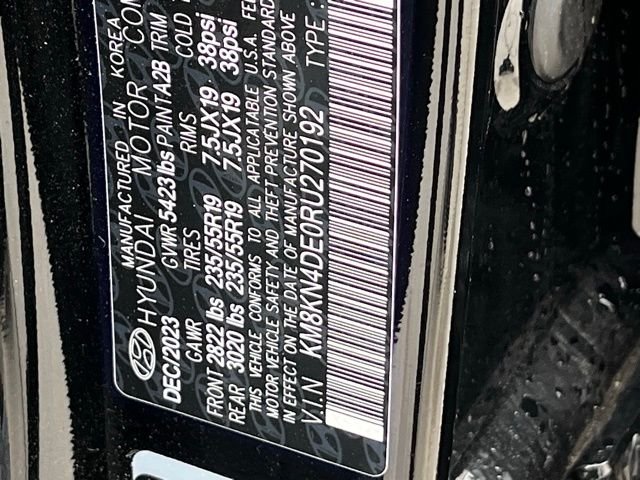 MANUFACTURED IN KOREA
HYUNDAI MOTOR COM
DEC/2023 GVWR 5423 lbs PAINT A2B TRIM
GAWR TIRES RIMS COLD
FRONT 2822 lbs 235/55R19 7.5JX19 38psi
REAR 3020 lbs 235/55R19 7.5JX19 38psi
THIS VEHICLE CONFORMS TO ALL APPLICATABLE U.S.A. FE
MOTOR VEHICLE SAFETY AND THEFT PREVENTION STANDARD
IN EFFECT ON THE DATE OF MANUFACTURE SHOWN ABOVE
V.I.N KM8KN4DE0RU270192 TYPE :